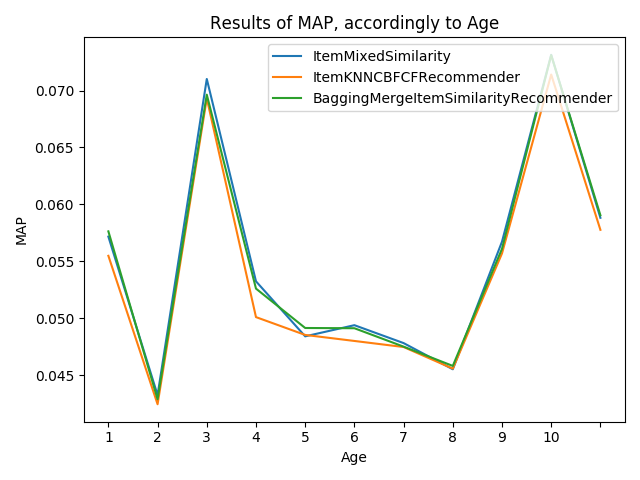 Results of MAP, accordingly to Age
ItemMixedSimilarity
ItemKNNCBFCFRecommender
BaggingMergeItemSimilarityRecommender
0.070
0.065
0.060
0.055
0.050
0.045
MAP
1 2 3 4 5 6 7 8 9 10
Age